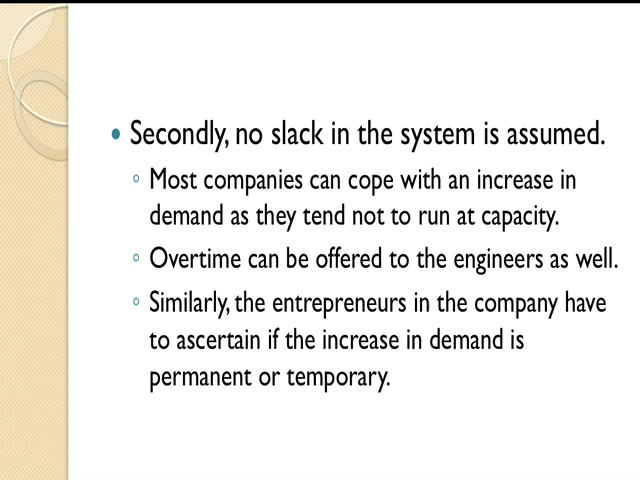 Secondly, no slack in the system is assumed.
Most companies can cope with an increase in
demand as they tend not to run at capacity.
Overtime can be offered to the engineers as well.
Similarly, the entrepreneurs in the company have
to ascertain if the increase in demand is
permanent or temporary.